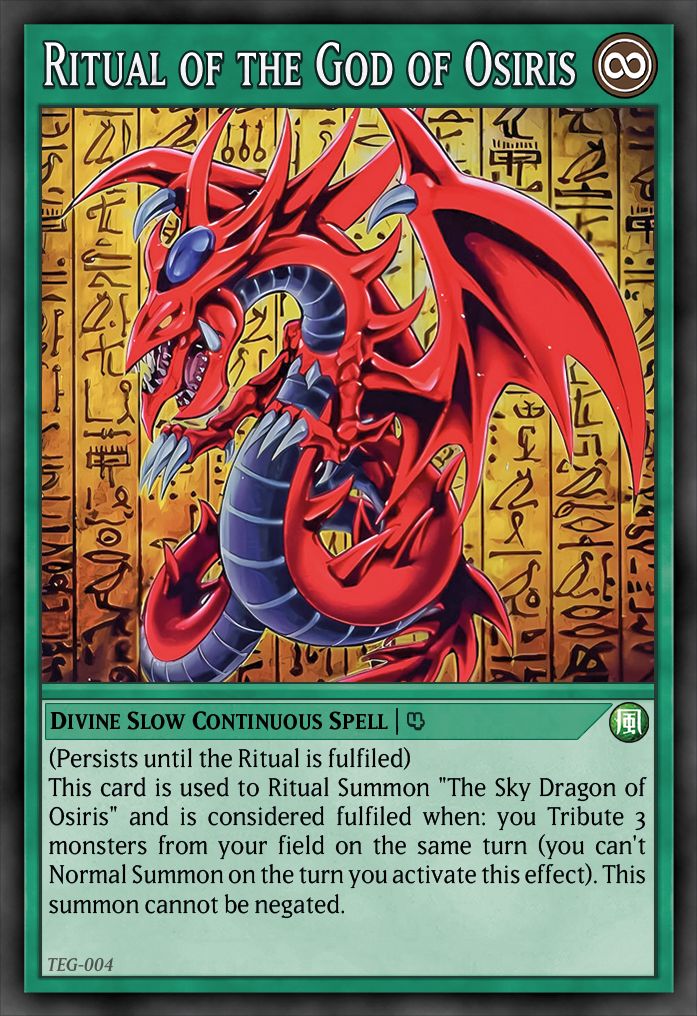 Ritual of the God of Osiris
Divine Slow Continuous Spell |
風
(Persists until the Ritual is fulfiled)
This card is used to Ritual Summon "The Sky Dragon of
Osiris" and is considered fulfiled when: you Tribute 3
monsters from your field on the same turn (you can't
Normal Summon on the turn you activate this effect). This
summon cannot be negated.
TEG-004